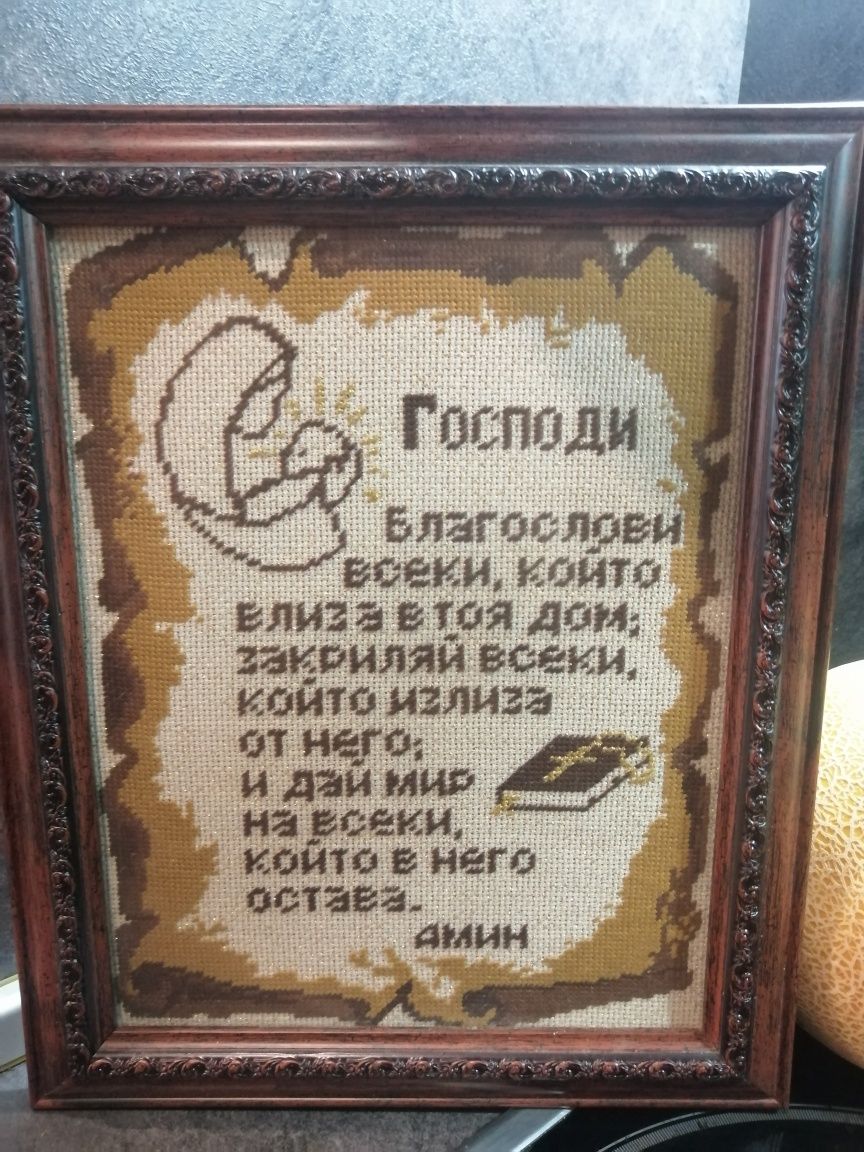 Господи
Благослови
всеки, който
влиза в тоя дом;
закриляй всеки,
който излиза
от него;
и дай мир
на всеки,
който в него
остава.
амин